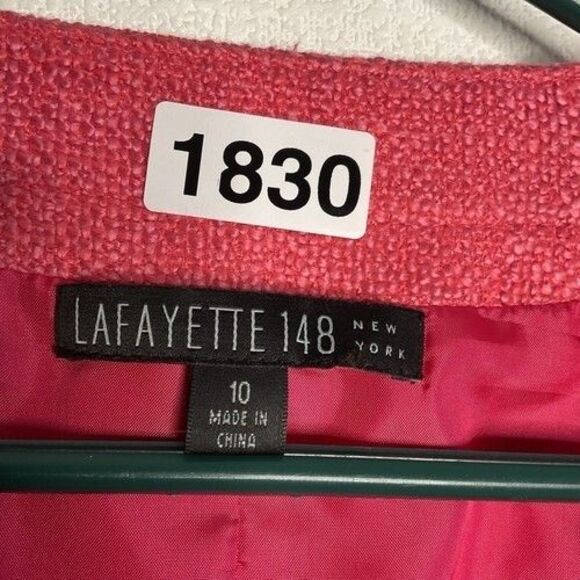 1830
LAFAYETTE 148 NEW YORK
10
MADE IN
CHINA